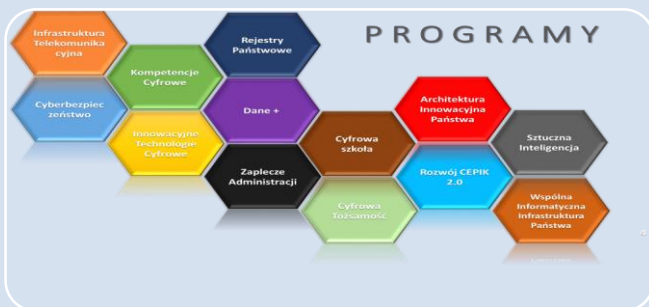 PROGRAMY
Infrastruktura
Telekomunika
cyjna
Cyberbezpiec
zeństwo
Kompetencje
Cyfrowe
Innowacyjne
Technologie
Cyfrowe
Rejestry
Państwowe
Dane +
Zaplecze
Administracji
Cyfrowa
szkoła
Cyfrowa
Tożsamość
Architektura
Innowacyjna
Państwa
Rozwój CEPIK
2.0
Sztuczna
Inteligencja
Wspólna
Informatyczna
Infrastruktura
Państwa